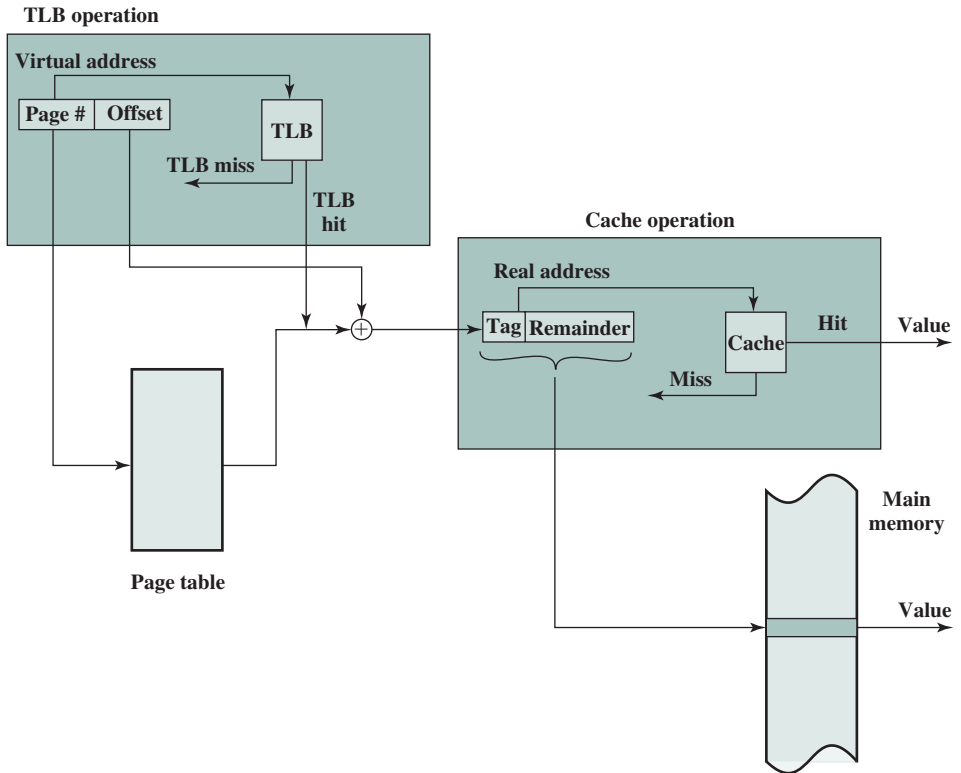 TLB operation
Virtual address
Page #
Offset
TLB
TLB miss
TLB
hit
Cache operation
Real address
Tag
Remainder
Cache
Hit
Value
Miss
Page table
Main
memory
Value